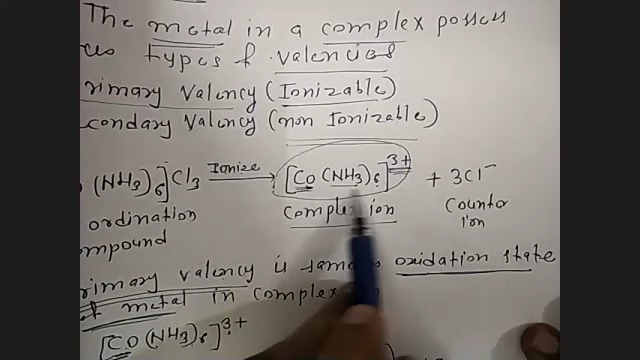 The metal in a complex posses
types of valencies
rimary valency (Ionizable)
condary valency (non Ionizable)
(NH3)6]Cl3 Ionize → [Co(NH3)6]3+ + 3Cl-
ordination complex ion Counter ion
mpound
rimary valency is same as oxidation state
metal in complex
[Co(NH3)6]3+